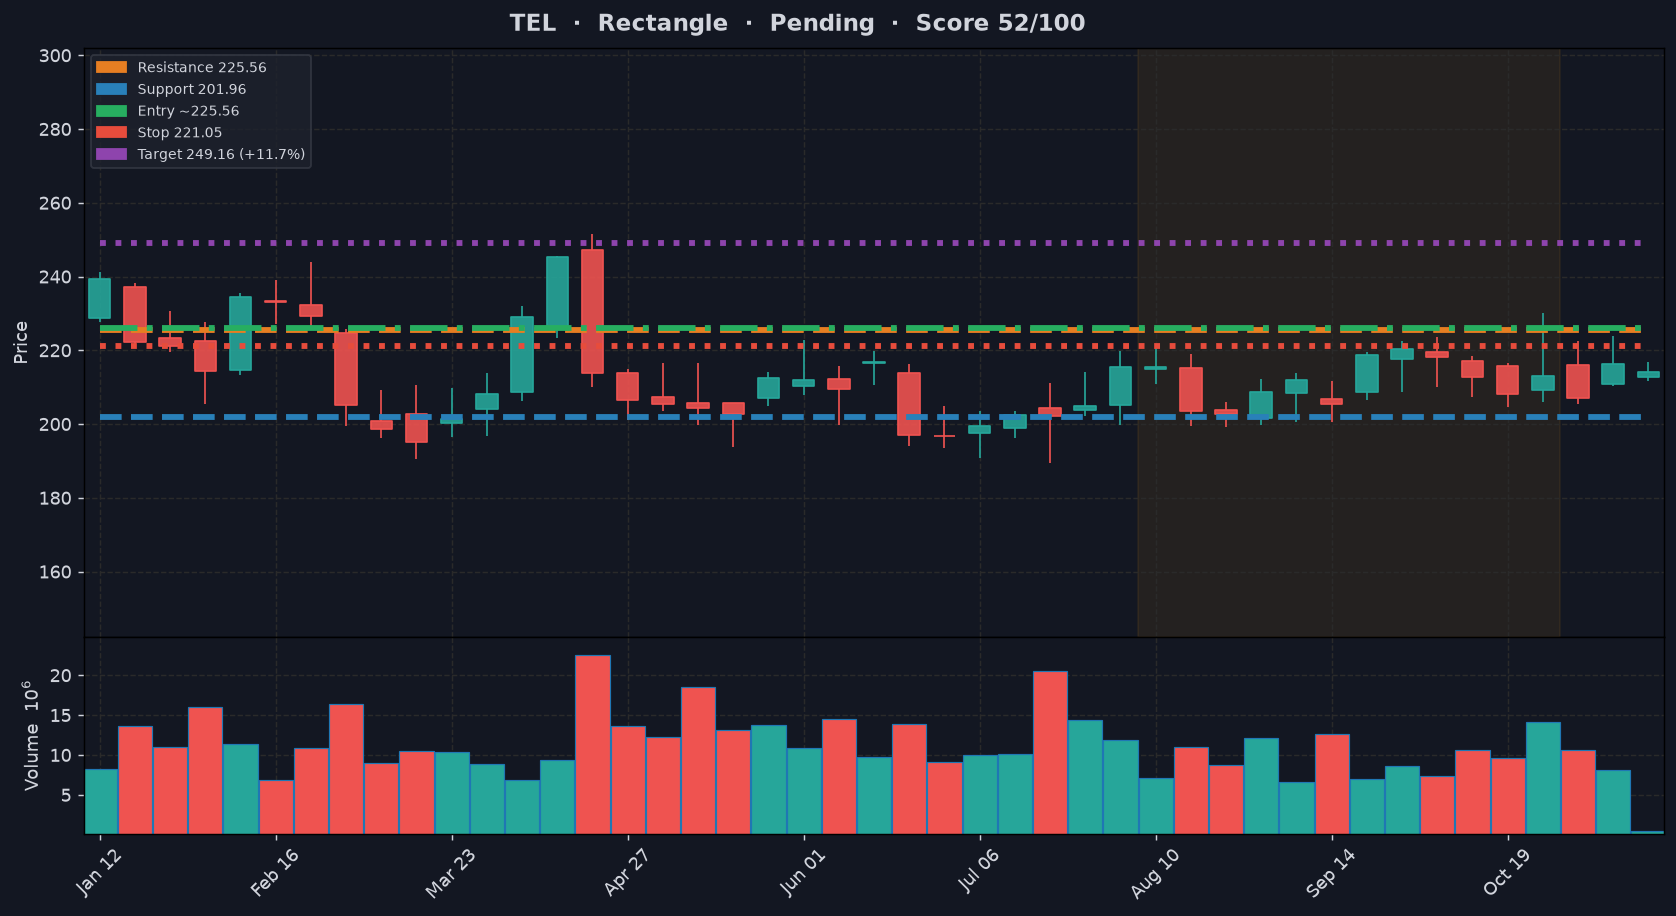 TEL · Rectangle · Pending · Score 52/100
Resistance 225.56
Support 201.96
Entry ~225.56
Stop 221.05
Target 249.16 (+11.7%)
300
280
260
240
220
200
180
160
Price
20
15
10
5
Volume 10⁶
Jan 12
Feb 16
Mar 23
Apr 27
Jun 01
Jul 06
Aug 10
Sep 14
Oct 19